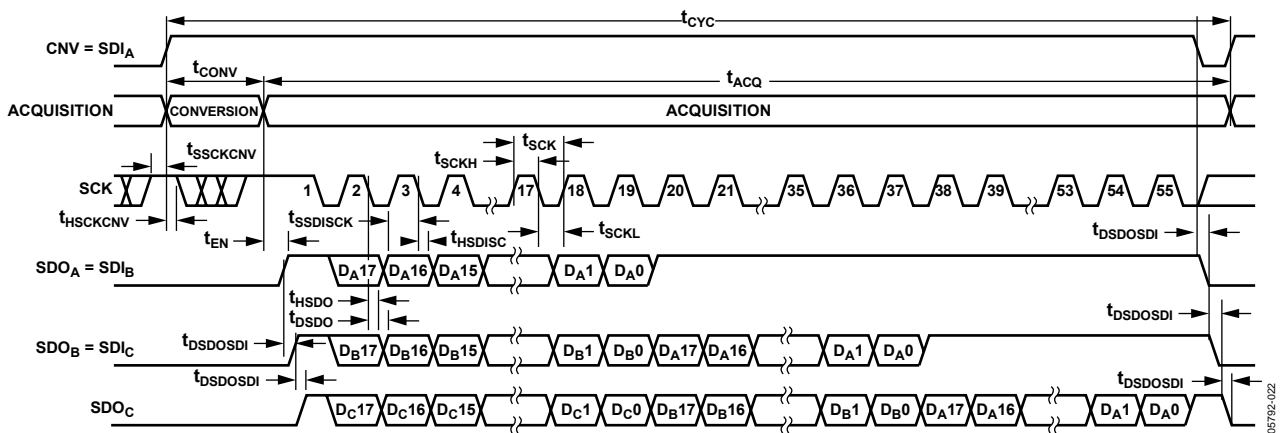 tCYC
CNV = SDIA
tCONV
tACQ
ACQUISITION
CONVERSION
ACQUISITION
tSSCKCNV
tSCK
tSCKH
SCK
1 2 3 4 17 18 19 20 21 35 36 37 38 39 53 54 55
tHSCKCNV
tSSDISCK
tHSDISC
tSCKL
tEN
tDSDOSDI
SDOA = SDIB
DA17 DA16 DA15 DA1 DA0
tHSDO
tDSDO
tDSDOSDI
tDSDOSDI
SDOB = SDIC
DB17 DB16 DB15 DB1 DB0 DA17 DA16 DA1 DA0
tDSDOSDI
tDSDOSDI
SDOC
DC17 DC16 DC15 DC1 DC0 DB17 DB16 DB1 DB0 DA17 DA16 DA1 DA0
05792-022